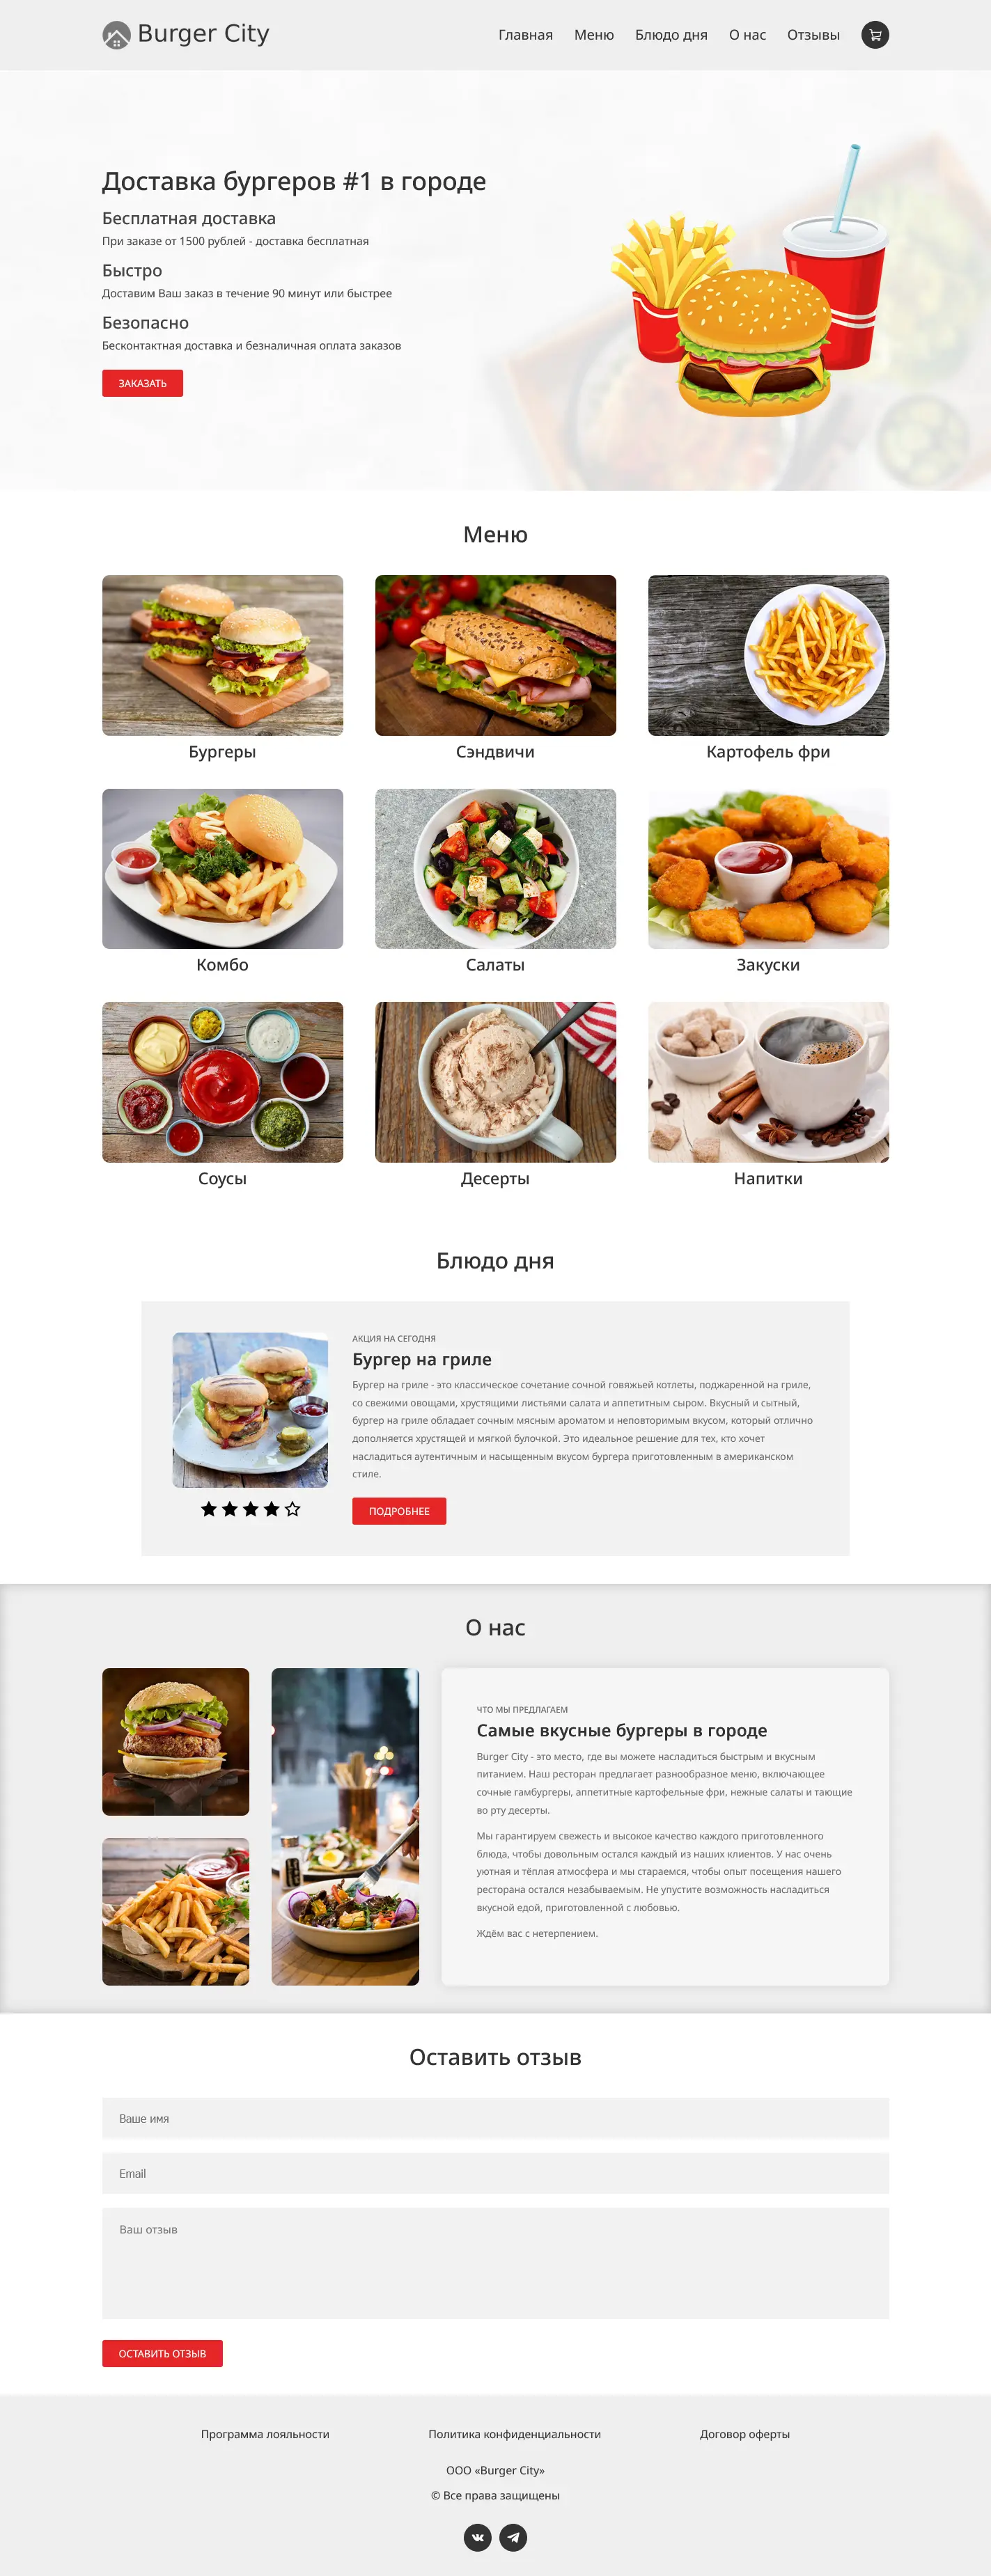 Burger City
Главная
Меню
Блюдо дня
О нас
Отзывы
Доставка бургеров #1 в городе
Бесплатная доставка
При заказе от 1500 рублей - доставка бесплатная
Быстро
Доставим Ваш заказ в течение 90 минут или быстрее
Безопасно
Бесконтактная доставка и безналичная оплата заказов
ЗАКАЗАТЬ
Меню
Бургеры
Сэндвичи
Картофель фри
Комбо
Салаты
Закуски
Соусы
Десерты
Напитки
Блюдо дня
АКЦИЯ НА СЕГОДНЯ
Бургер на гриле
Бургер на гриле - это классическое сочетание сочной говяжьей котлеты, поджаренной на гриле,
со свежими овощами, хрустящими листьями салата и аппетитным сыром. Вкусный и сытный,
бургер на гриле обладает сочным мясным ароматом и неповторимым вкусом, который отлично
дополняется хрустящей и мягкой булочкой. Это идеальное решение для тех, кто хочет
насладиться аутентичным и насыщенным вкусом бургера приготовленным в американском
стиле.
ПОДРОБНЕЕ
О нас
ЧТО МЫ ПРЕДЛАГАЕМ
Самые вкусные бургеры в городе
Burger City - это место, где вы можете насладиться быстрым и вкусным
питанием. Наш ресторан предлагает разнообразное меню, включающее
сочные гамбургеры, аппетитные картофельные фри, нежные салаты и тающие
во рту десерты.
Мы гарантируем свежесть и высокое качество каждого приготовленного
блюда, чтобы довольным остался каждый из наших клиентов. У нас очень
уютная и тёплая атмосфера и мы стараемся, чтобы опыт посещения нашего
ресторана остался незабываемым. Не упустите возможность насладиться
вкусной едой, приготовленной с любовью.
Ждём вас с нетерпением.
Оставить отзыв
Ваше имя
Email
Ваш отзыв
ОСТАВИТЬ ОТЗЫВ
Программа лояльности
Политика конфиденциальности
Договор оферты
ООО «Burger City»
© Все права защищены